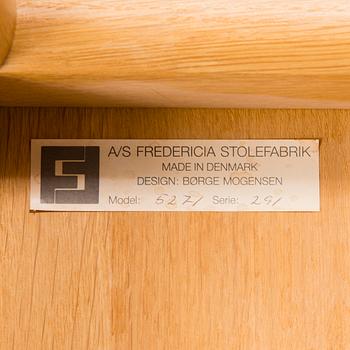 A/S FREDERICIA STOLEFABRIK
MADE IN DENMARK
DESIGN: BØRGE MOGENSEN
Model: 5271 Serie: 291